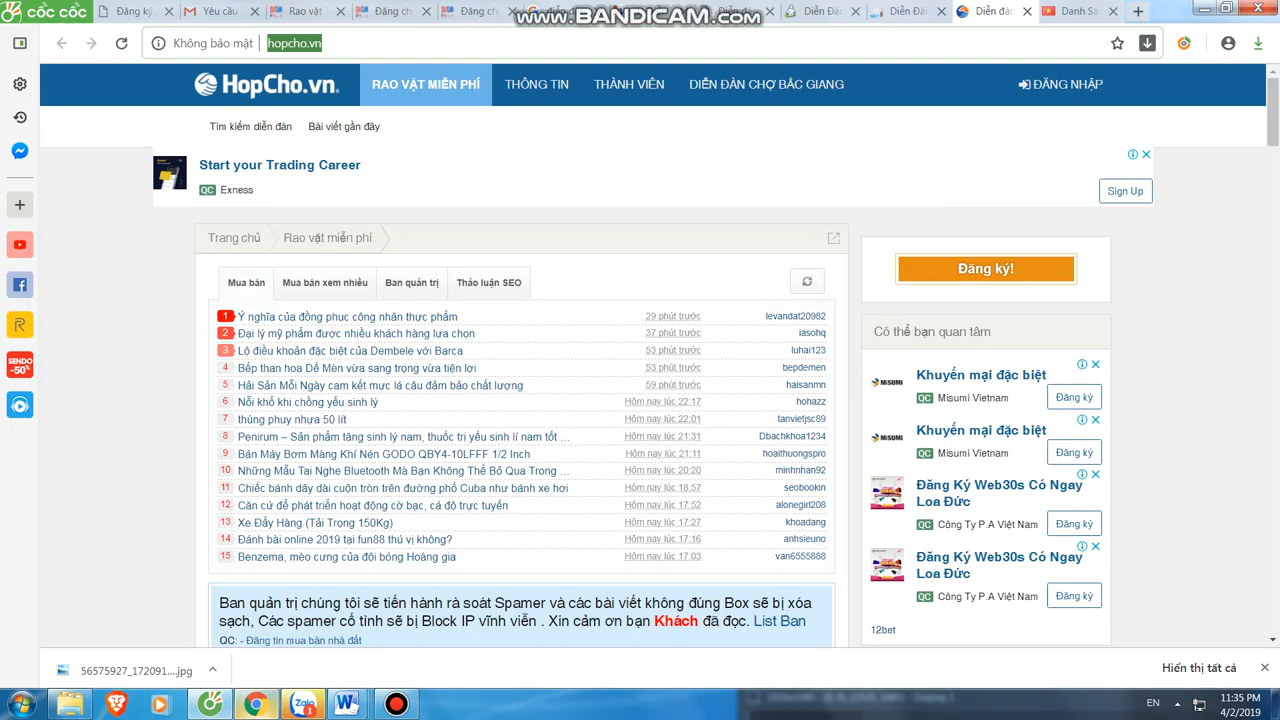 cốc cốc
Đăng ký
Yêu cầu
Rao vặt
Đăng ch
Đăng
Diễn Đàn
Diễn Đàn
Diễn đàn
Danh Sá
www.BANDICAM.com
Không bảo mật
hopcho.vn
HopCho.vn.
RAO VẶT MIỄN PHÍ
THÔNG TIN
THÀNH VIÊN
DIỄN ĐÀN CHỢ BẮC GIANG
ĐĂNG NHẬP
Tìm kiếm diễn đàn
Bài viết gần đây
Start your Trading Career
QC Exness
Sign Up
Trang chủ
Rao vặt miễn phí
Mua bán
Mua bán xem nhiều
Ban quản trị
Thảo luận SEO
1 Ý nghĩa của đồng phục công nhân thực phẩm 29 phút trước levandat20982
2 Đại lý mỹ phẩm được nhiều khách hàng lựa chọn 37 phút trước iasohq
3 Lộ điều khoản đặc biệt của Dembele với Barca 53 phút trước luhai123
4 Bếp than hoa Dế Mèn vừa sang trọng vừa tiện lợi 53 phút trước bepdemen
5 Hải Sản Mỗi Ngày cam kết mực lá câu đảm bảo chất lượng 59 phút trước haisanmn
6 Nỗi khổ khi chồng yếu sinh lý Hôm nay lúc 22:17 hohazz
7 thùng phuy nhựa 50 lít Hôm nay lúc 22:01 tanvietjsc89
8 Penirum – Sản phẩm tăng sinh lý nam, thuốc trị yếu sinh lí nam tốt ... Hôm nay lúc 21:31 Dbachkhoa1234
9 Bán Máy Bơm Màng Khí Nén GODO QBY4-10LFFF 1/2 Inch Hôm nay lúc 21:11 hoaithuongspro
10 Những Mẫu Tai Nghe Bluetooth Mà Bạn Không Thể Bỏ Qua Trong ... Hôm nay lúc 20:20 minhnhan92
11 Chiếc bánh dây dài cuộn tròn trên đường phố Cuba như bánh xe hơi Hôm nay lúc 18:57 seobookin
12 Căn cứ để phát triển hoạt động cờ bạc, cá độ trực tuyến Hôm nay lúc 17:52 alonegirl208
13 Xe Đẩy Hàng (Tải Trọng 150Kg) Hôm nay lúc 17:27 khoadang
14 Đánh bài online 2019 tại fun88 thú vị không? Hôm nay lúc 17:16 anhsieuno
15 Benzema, mèo cưng của đội bóng Hoàng gia Hôm nay lúc 17:03 van6555888
Ban quản trị chúng tôi sẽ tiến hành rà soát Spamer và các bài viết không đúng Box sẽ bị xóa
sạch, Các spamer cố tình sẽ bị Block IP vĩnh viễn . Xin cảm ơn bạn Khách đã đọc. List Ban
QC: - Đăng tin mua bán nhà đất
Đăng ký!
Có thể bạn quan tâm
MISUMI
Khuyến mại đặc biệt
QC Misumi Vietnam
Đăng ký
MISUMI
Khuyến mại đặc biệt
QC Misumi Vietnam
Đăng ký
Đăng Ký Web30s Có Ngay
Loa Đức
QC Công Ty P.A Việt Nam
Đăng ký
Đăng Ký Web30s Có Ngay
Loa Đức
QC Công Ty P.A Việt Nam
Đăng ký
12bet
SENDO
-50%
56575927_172091....jpg
Hiển thị tất cả
Zalo
1
EN
11:35 PM
4/2/2019